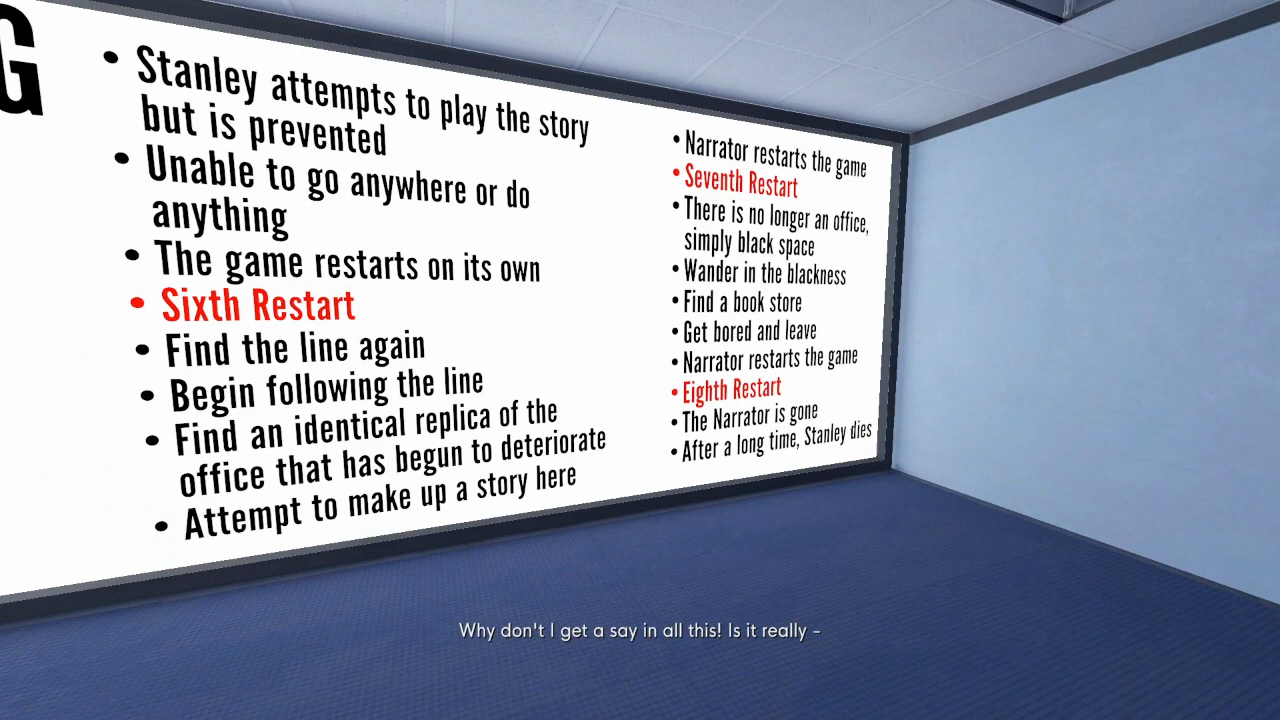 G
• Stanley attempts to play the story
but is prevented
• Unable to go anywhere or do
anything
• The game restarts on its own
• Sixth Restart
• Find the line again
• Begin following the line
• Find an identical replica of the
office that has begun to deteriorate
• Attempt to make up a story here
• Narrator restarts the game
• Seventh Restart
• There is no longer an office,
simply black space
• Wander in the blackness
• Find a book store
• Get bored and leave
• Narrator restarts the game
• Eighth Restart
• The Narrator is gone
• After a long time, Stanley dies
Why don't I get a say in all this! Is it really –